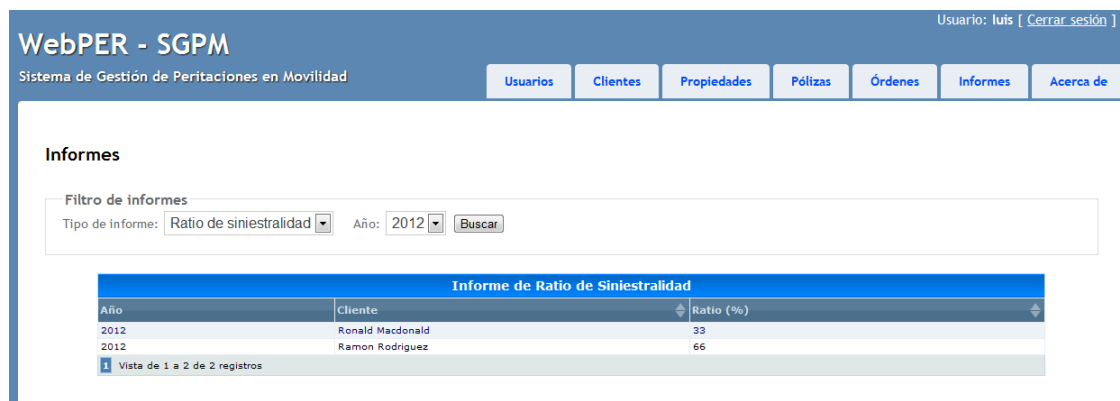 Usuario: luis [ Cerrar sesión ]
WebPER - SGPM
Sistema de Gestión de Peritaciones en Movilidad
Usuarios Clientes Propiedades Pólizas Órdenes Informes Acerca de
Informes
Filtro de informes
Tipo de informe: Ratio de siniestralidad Año: 2012 Buscar
Informe de Ratio de Siniestralidad
Año Cliente Ratio (%)
2012 Ronald Macdonald 33
2012 Ramon Rodriguez 66
1 Vista de 1 a 2 de 2 registros